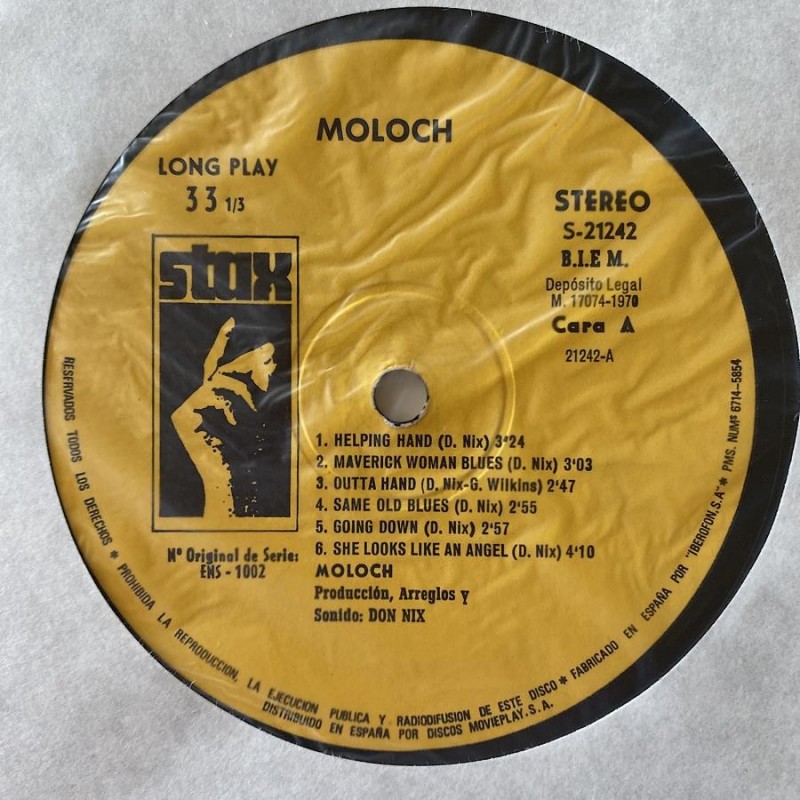 MOLOCH
LONG PLAY
33 1/3
STEREO
S-21242
B.I.E M.
Depósito Legal
M. 17074-1970
Cara A
21242-A
stax
1. HELPING HAND (D. Nix) 3'24
2. MAVERICK WOMAN BLUES (D. Nix) 3'03
3. OUTTA HAND (D. Nix-G. Wilkins) 2'47
4. SAME OLD BLUES (D. Nix) 2'55
5. GOING DOWN (D. Nix) 2'57
6. SHE LOOKS LIKE AN ANGEL (D. Nix) 4'10
MOLOCH
Producción, Arreglos y
Sonido: DON NIX
Nº Original de Serie:
ENS - 1002
RESERVADOS TODOS LOS DERECHOS * PROHIBIDA LA REPRODUCCION, LA EJECUCION PUBLICA Y RADIODIFUSION DE ESTE DISCO * FABRICADO EN ESPAÑA POR "IBEROFON,S.A" * PMS. NUMS 6714-5854
DISTRIBUIDO EN ESPAÑA POR DISCOS MOVIEPLAY, S.A.